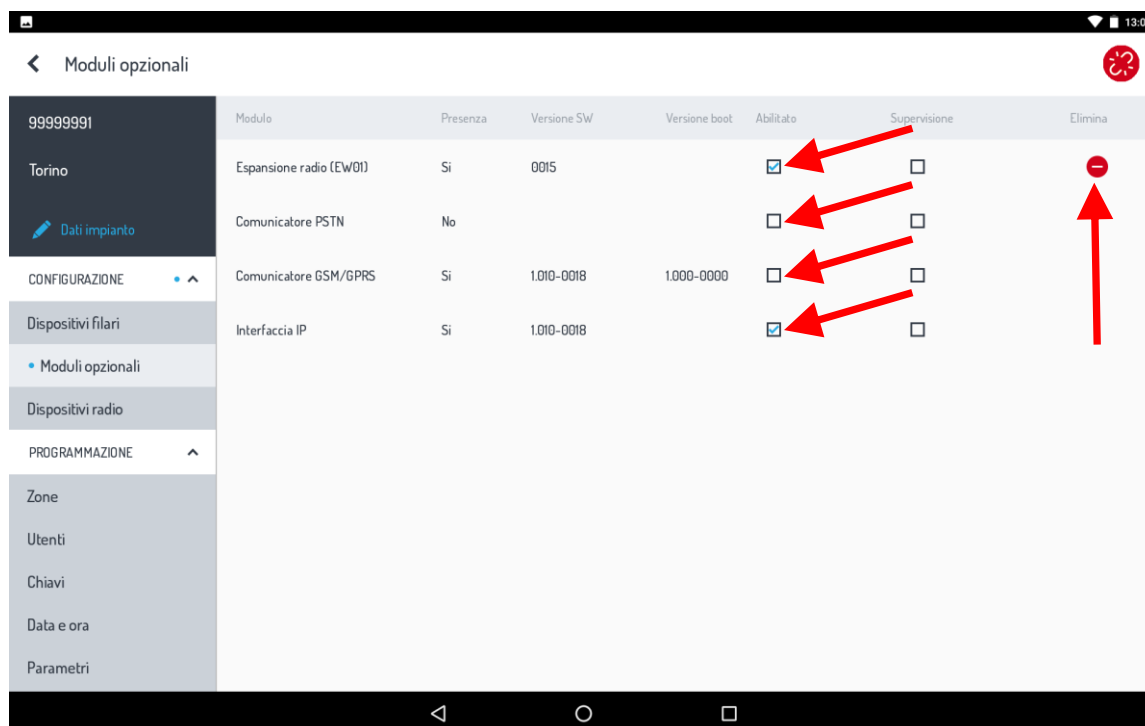 13:0
Moduli opzionali
99999991
Torino
Dati impianto
CONFIGURAZIONE
Dispositivi filari
• Moduli opzionali
Dispositivi radio
PROGRAMMAZIONE
Zone
Utenti
Chiavi
Data e ora
Parametri
Modulo Presenza Versione SW Versione boot Abilitato Supervisione Elimina
Espansione radio (EW01) Si 0015
Comunicatore PSTN No
Comunicatore GSM/GPRS Si 1.010-0018 1.000-0000
Interfaccia IP Si 1.010-0018